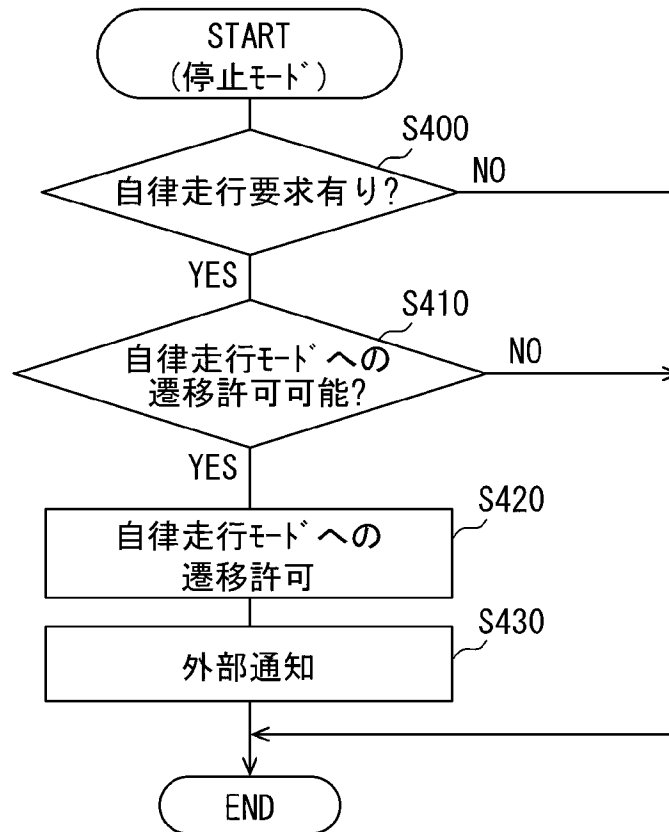 START
(停止ﾓｰﾄﾞ)
S400
自律走行要求有り?
NO
YES
S410
自律走行ﾓｰﾄﾞへの
遷移許可可能?
NO
YES
S420
自律走行ﾓｰﾄﾞへの
遷移許可
S430
外部通知
END